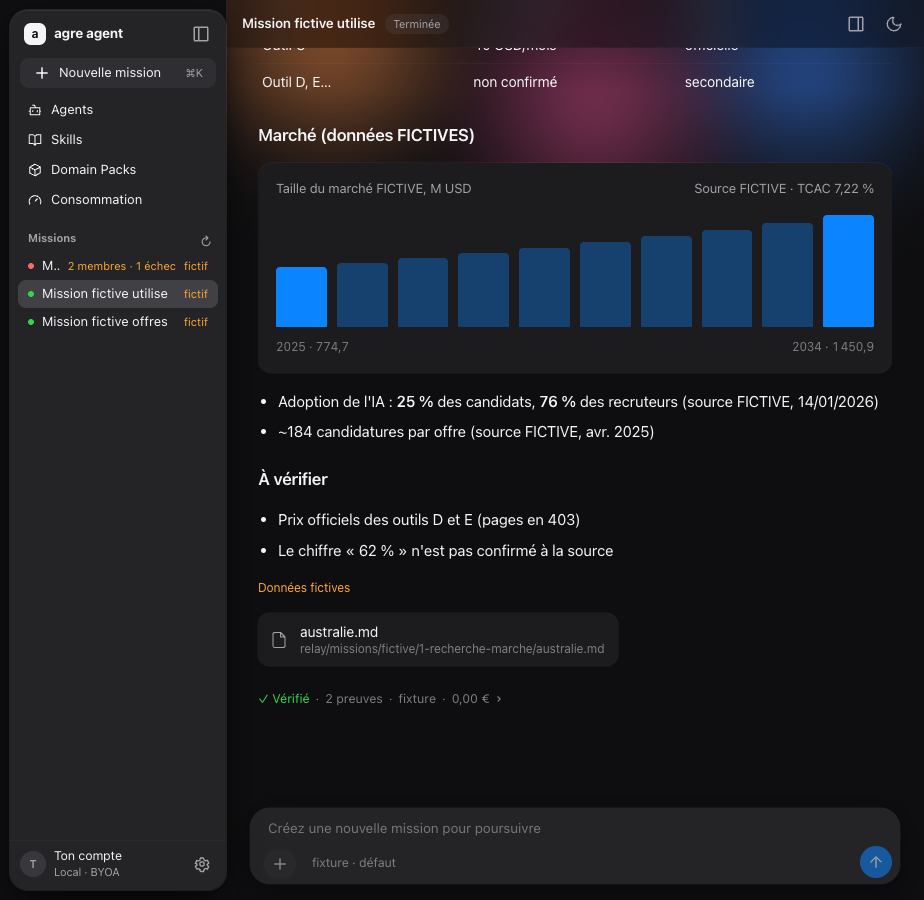 a agre agent
Nouvelle mission ⌘K
Agents
Skills
Domain Packs
Consommation
Missions
M.. 2 membres · 1 échec fictif
Mission fictive utilise fictif
Mission fictive offres fictif
T Ton compte
Local · BYOA
Mission fictive utilise Terminée
Outil D, E... non confirmé secondaire
Marché (données FICTIVES)
Taille du marché FICTIVE, M USD Source FICTIVE · TCAC 7,22 %
2025 · 774,7 2034 · 1 450,9
• Adoption de l'IA : 25 % des candidats, 76 % des recruteurs (source FICTIVE, 14/01/2026)
• ~184 candidatures par offre (source FICTIVE, avr. 2025)
À vérifier
• Prix officiels des outils D et E (pages en 403)
• Le chiffre « 62 % » n'est pas confirmé à la source
Données fictives
australie.md
relay/missions/fictive/1-recherche-marche/australie.md
✓ Vérifié · 2 preuves · fixture · 0,00 € ›
Créez une nouvelle mission pour poursuivre
fixture · défaut